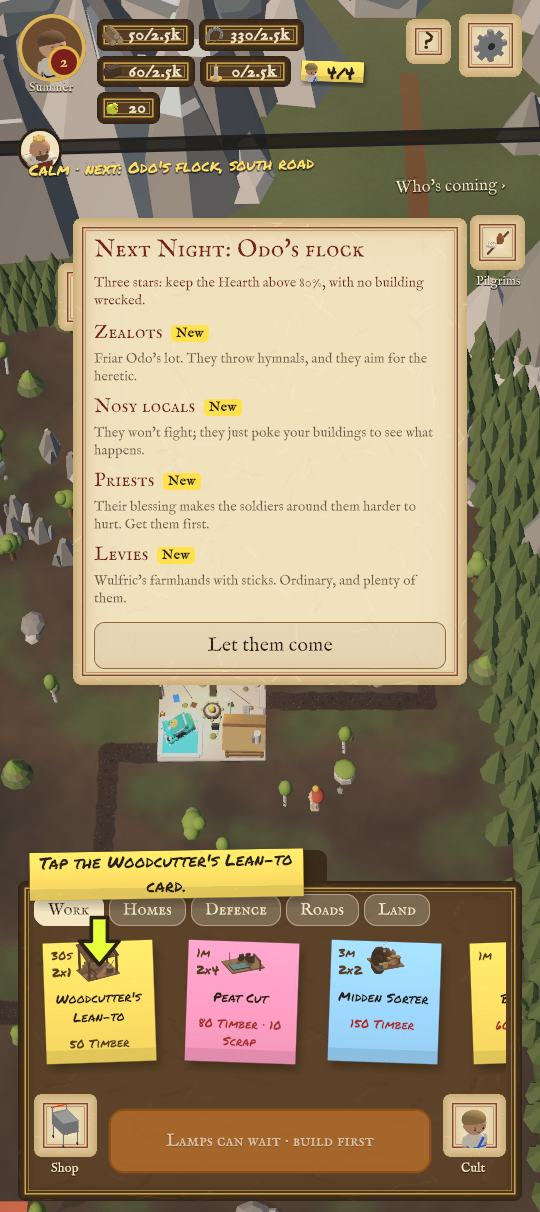 50/2.5k
330/2.5k
?
2
60/2.5k
0/2.5k
4/4
Summer
20
Calm · next: Odo's flock, south road
Who's coming ›
Next Night: Odo's flock
Three stars: keep the Hearth above 80%, with no building
wrecked.
Pilgrims
Zealots New
Friar Odo's lot. They throw hymnals, and they aim for the
heretic.
Nosy locals New
They won't fight; they just poke your buildings to see what
happens.
Priests New
Their blessing makes the soldiers around them harder to
hurt. Get them first.
Levies New
Wulfric's farmhands with sticks. Ordinary, and plenty of
them.
Let them come
Tap the Woodcutter's Lean-to
card.
Work
Homes
Defence
Roads
Land
30s
2x1
Woodcutter's
Lean-to
50 Timber
1m
2x4
Peat Cut
80 Timber · 10
Scrap
3m
2x2
Midden Sorter
150 Timber
1m
Shop
Lamps can wait · build first
Cult